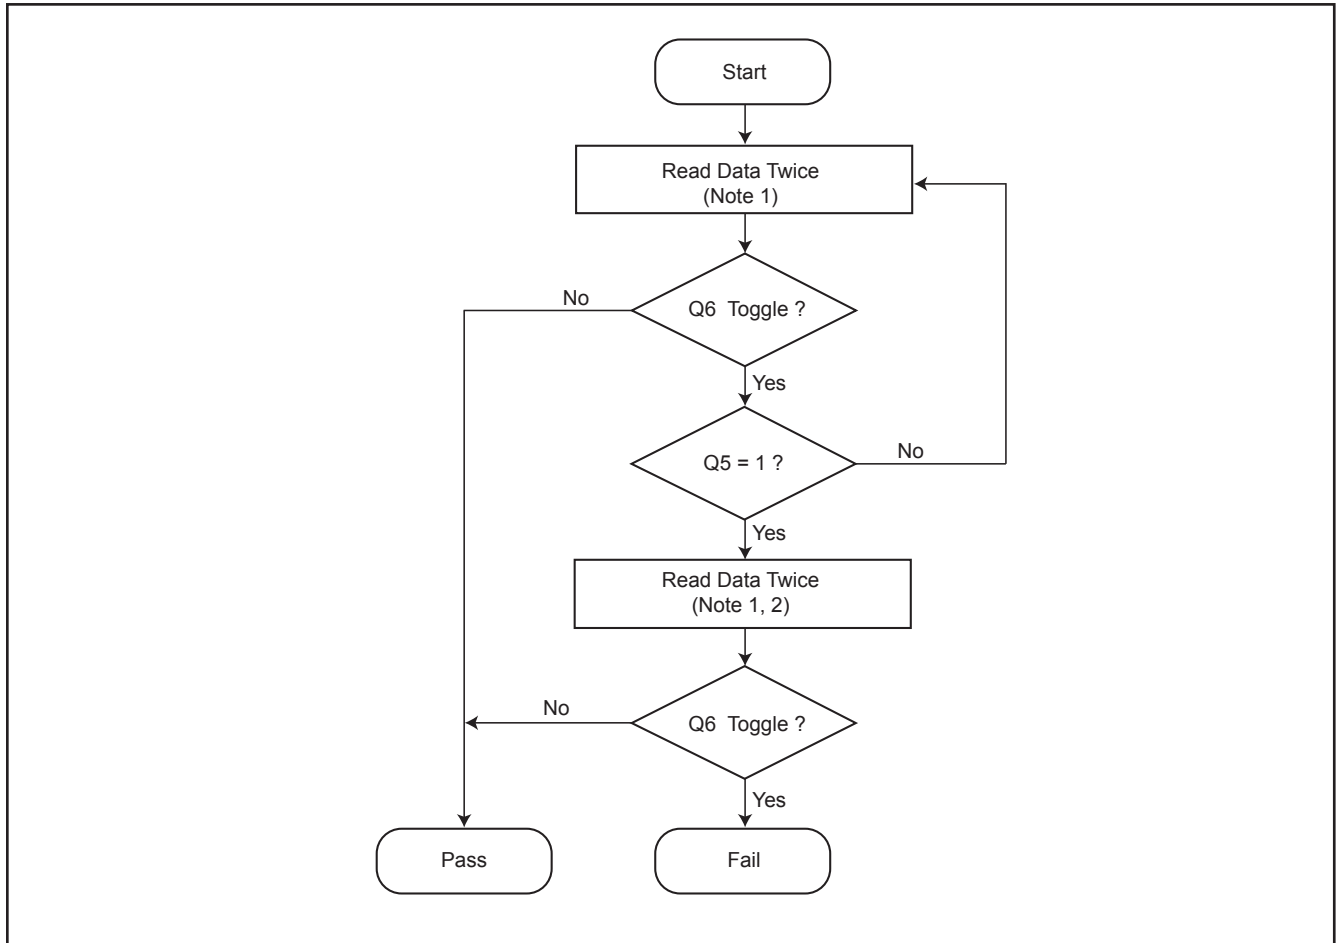 Start
Read Data Twice
(Note 1)
No
Q6 Toggle ?
Yes
Q5 = 1 ?
No
Yes
Read Data Twice
(Note 1, 2)
No
Q6 Toggle ?
Yes
Pass
Fail